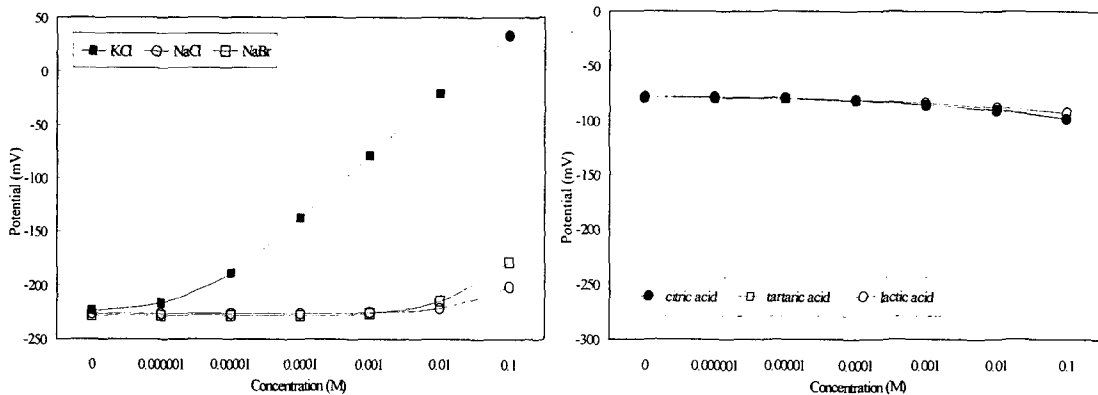 50
0
-50
-100
-150
-200
-250
Potential (mV)
KCl NaCl NaBr
0 0.000001 0.00001 0.0001 0.001 0.01 0.1
Concentration (M)
0
-50
-100
-150
-200
-250
-300
Potential (mV)
citric acid tartaric acid lactic acid
0 0.000001 0.00001 0.0001 0.001 0.01 0.1
Concentration (M)